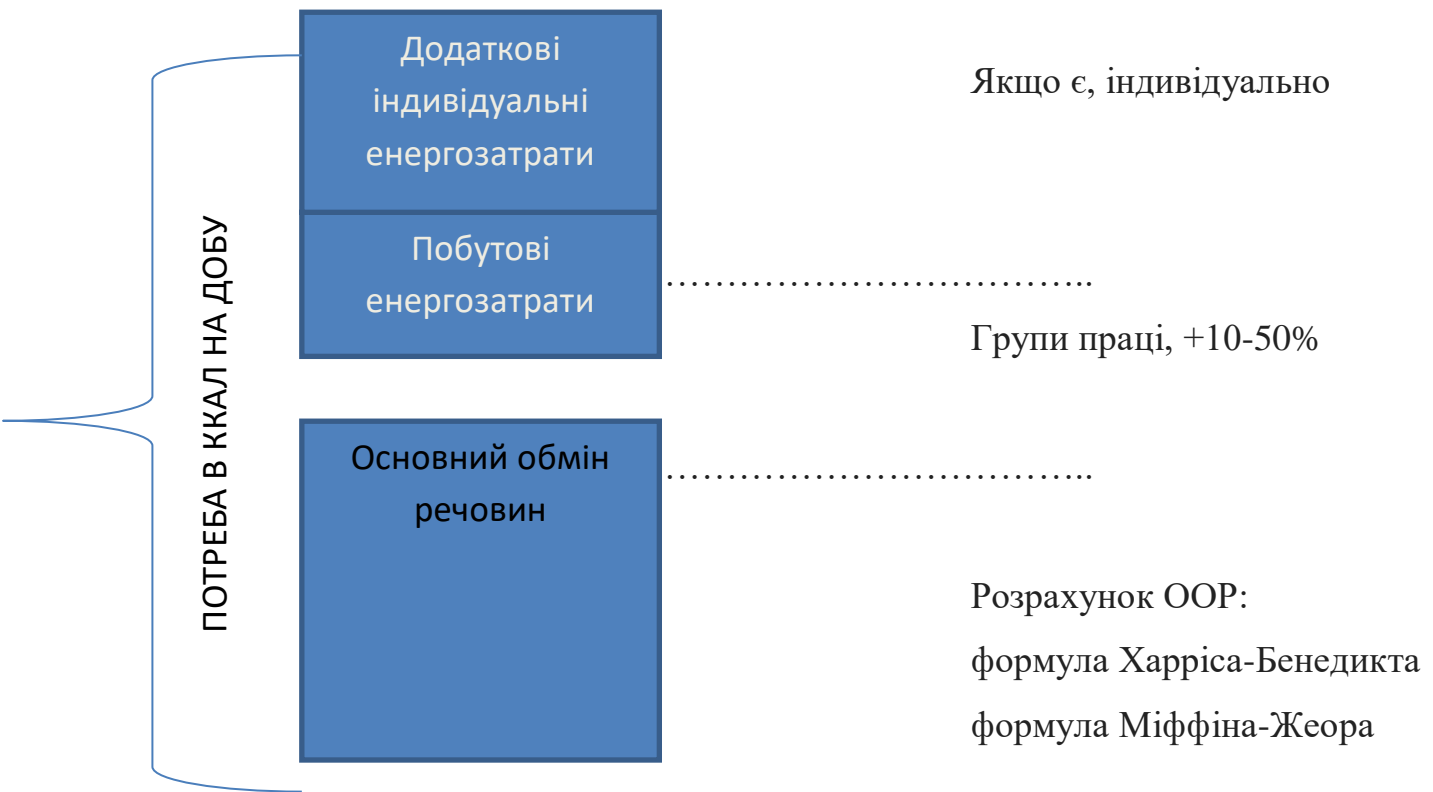 Додаткові
індивідуальні
енергозатрати
Якщо є, індивідуально
ПОТРЕБА В ККАЛ НА ДОБУ
Побутові
енергозатрати
……………………………..
Групи праці, +10-50%
Основний обмін
речовин
……………………………..
Розрахунок ООР:
формула Харріса-Бенедикта
формула Міффіна-Жеора